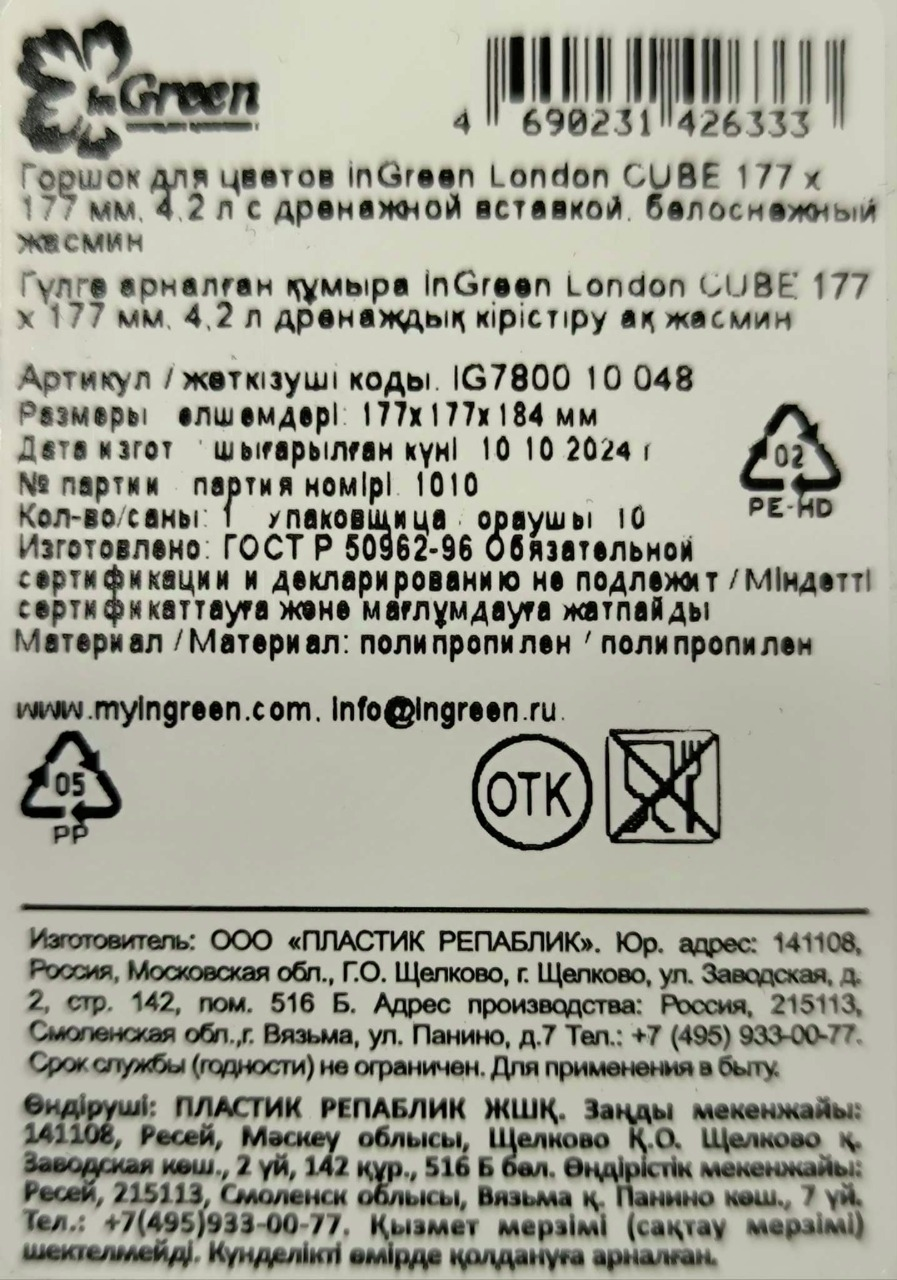 inGreen
4 690231 426333
Горшок для цветов inGreen London CUBE 177 х
177 мм, 4,2 л с дренажной вставкой, белоснежный
жасмин
Гүлге арналған құмыра inGreen London CUBE 177
х 177 мм, 4,2 л дренаждық кірістіру ақ жасмин
Артикул / жеткізуші коды. IG7800 10 048
Размеры өлшемдері: 177х177х184 мм
Дата изгот шығарылған күні 10 10 2024 г
№ партии партия номірі 1010
Кол-во/саны: 1 упаковщица ораушы 10
Изготовлено: ГОСТ Р 50962-96 Обязательной
сертификации и декларированию не подлежит / Міндетті
сертификаттауға және мағлұмдауға жатпайды
Материал / Материал: полипропилен / полипропилен
02
PE-HD
www.myingreen.com, info@ingreen.ru.
05
PP
ОТК
Изготовитель: ООО «ПЛАСТИК РЕПАБЛИК». Юр. адрес: 141108,
Россия, Московская обл., Г.О. Щелково, г. Щелково, ул. Заводская, д.
2, стр. 142, пом. 516 Б. Адрес производства: Россия, 215113,
Смоленская обл.,г. Вязьма, ул. Панино, д.7 Тел.: +7 (495) 933-00-77.
Срок службы (годности) не ограничен. Для применения в быту.
Өндіруші: ПЛАСТИК РЕПАБЛИК ЖШҚ. Заңды мекенжайы:
141108, Ресей, Мәскеу облысы, Щелково Қ.О. Щелково қ.
Заводская көш., 2 үй, 142 құр., 516 Б бөл. Өндірістік мекенжайы:
Ресей, 215113, Смоленск облысы, Вязьма қ. Панино көш., 7 үй.
Тел.: +7(495)933-00-77. Қызмет мерзімі (сақтау мерзімі)
шектелмейді. Күнделікті өмірде қолдануға арналған.